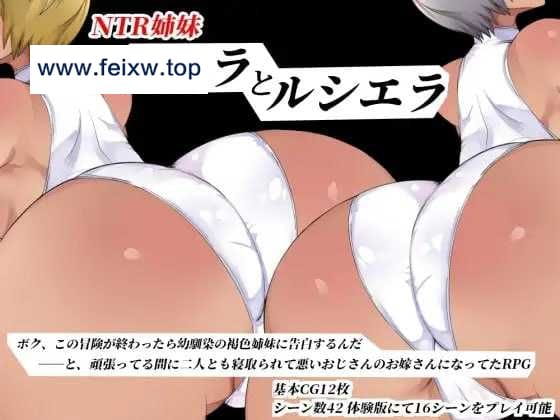 NTR姉妹
www.feixw.top
ラとルシエラ
ボク、この冒険が終わったら幼馴染の褐色姉妹に告白するんだ
――と、頑張ってる間に二人とも寝取られて悪いおじさんのお嫁さんになってたRPG
基本CG12枚
シーン数42 体験版にて16シーンをプレイ可能